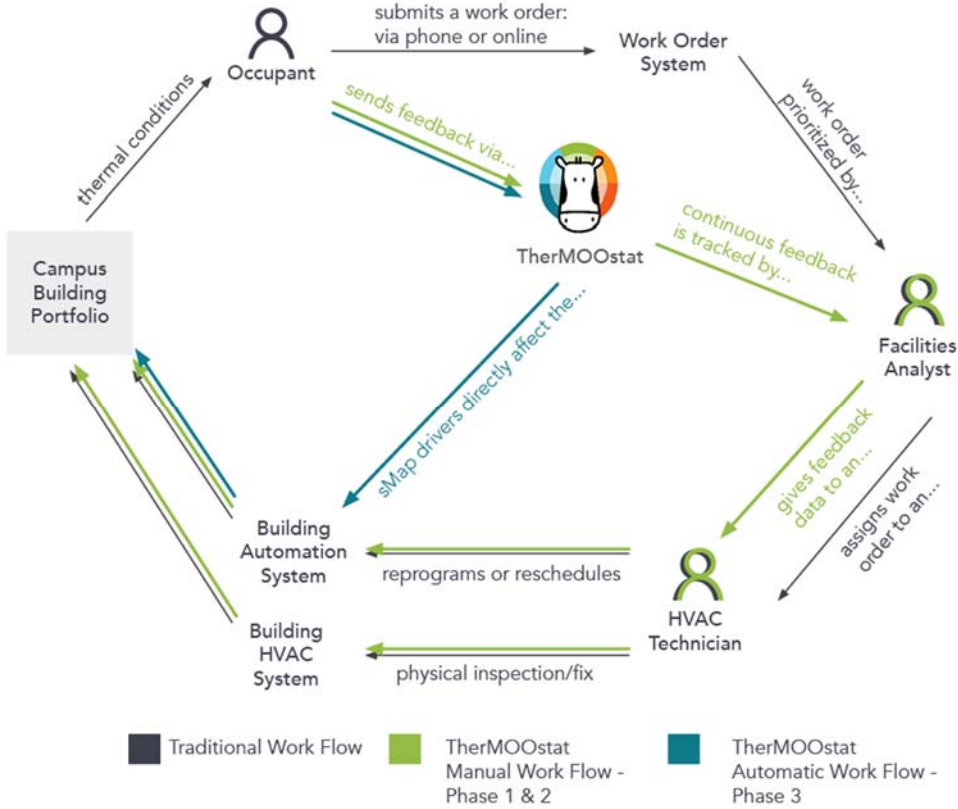 submits a work order:
via phone or online
Occupant
Work Order
System
thermal conditions
sends feedback via...
work order
prioritized by...
TherMOOstat
continuous feedback
is tracked by...
Campus
Building
Portfolio
Facilities
Analyst
sMap drivers directly affect the...
gives feedback
data to an...
assigns work
order to an...
Building
Automation
System
reprograms or reschedules
HVAC
Technician
Building
HVAC
System
physical inspection/fix
Traditional Work Flow
TherMOOstat
Manual Work Flow -
Phase 1 & 2
TherMOOstat
Automatic Work Flow -
Phase 3